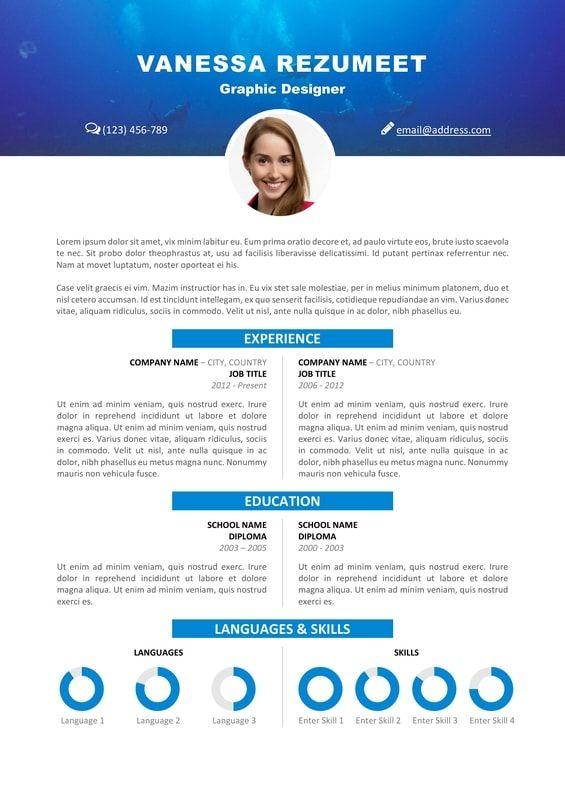 VANESSA REZUMEET
Graphic Designer
(123) 456-789
email@address.com
Lorem ipsum dolor sit amet, vix minim labitur eu. Eum prima oratio decore et, ad paulo virtute eos, brute iusto scaevola
te nec. Sit probo dolor theophrastus at, usu ad facilisis liberavisse delicatissimi. Id putant pertinax referrentur nec.
Nam at movet luptatum, noster oporteat ei his.
Case velit graecis ei vim. Mazim instructior has in. Eu vix sale molestiae, per in melius minimum platonem, duo et
nisl cetero accumsan. Id est tincidunt intellegam, ex quo senserit facilisis, cotidieque repudiandae an vim. Varius donec
vitae, sociis in commodo. Velit ut nisl, ante nulla quisque in ac dolor, nibh phasellus eu.
EXPERIENCE
COMPANY NAME – CITY, COUNTRY
JOB TITLE
2012 - Present
Ut enim ad minim veniam, quis nostrud exerc. Irure
dolor in reprehend incididunt ut labore et dolore
magna aliqua. Ut enim ad minim veniam, quis nostrud
exerci es. Varius donec vitae, aliquam ridiculus, sociis
in commodo. Velit ut nisl, ante nulla quisque in ac
dolor, nibh phasellus eu metus magna nunc. Nonummy
mauris non vehicula fusce.
COMPANY NAME – CITY, COUNTRY
JOB TITLE
2006 - 2012
Ut enim ad minim veniam, quis nostrud exerc. Irure
dolor in reprehend incididunt ut labore et dolore
magna aliqua. Ut enim ad minim veniam, quis nostrud
exerci es. Varius donec vitae, aliquam ridiculus, sociis
in commodo. Velit ut nisl, ante nulla quisque in ac
dolor, nibh phasellus eu metus magna nunc. Nonummy
mauris non vehicula fusce.
EDUCATION
SCHOOL NAME
DIPLOMA
2003 – 2005
Ut enim ad minim veniam, quis nostrud exerc. Irure
dolor in reprehend incididunt ut labore et dolore
magna aliqua. Ut enim ad minim veniam, quis nostrud
exerci es.
SCHOOL NAME
DIPLOMA
2000 - 2003
Ut enim ad minim veniam, quis nostrud exerc. Irure
dolor in reprehend incididunt ut labore et dolore
magna aliqua. Ut enim ad minim veniam, quis nostrud
exerci es.
LANGUAGES & SKILLS
LANGUAGES
Language 1
Language 2
Language 3
SKILLS
Enter Skill 1
Enter Skill 2
Enter Skill 3
Enter Skill 4